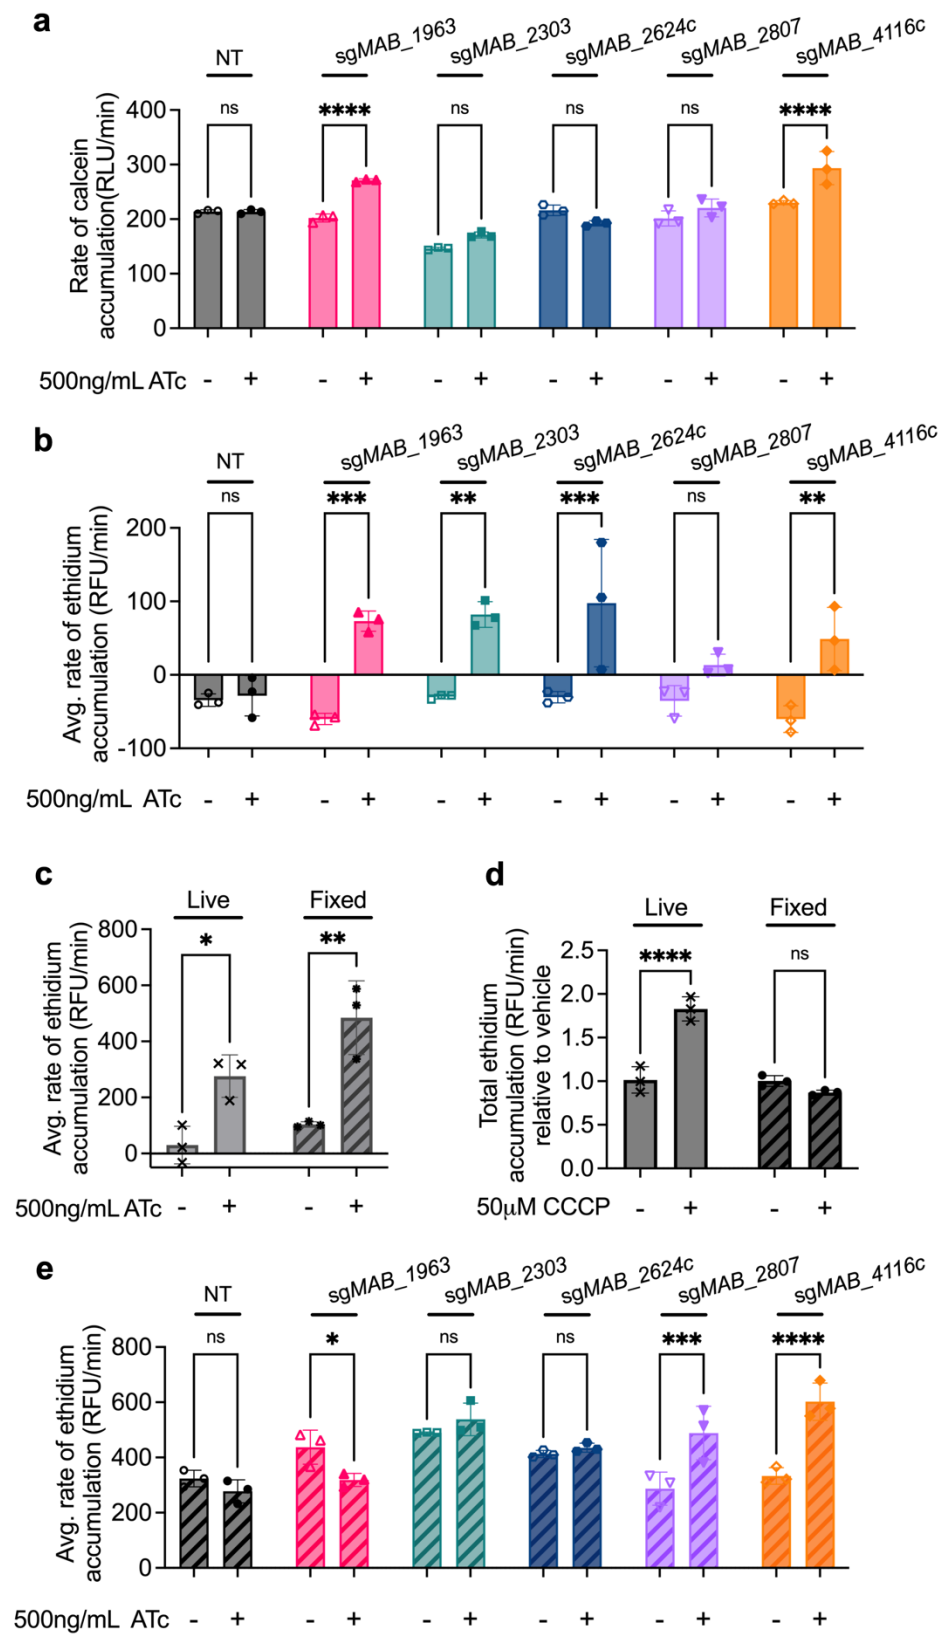 a
NT sgMAB_1963 sgMAB_2303 sgMAB_2624c sgMAB_2807 sgMAB_4116c
ns **** ns ns ns ****
Rate of calcein
accumulation(RLU/min)
400
300
200
100
0
500ng/mL ATc - + - + - + - + - + - +
b
NT sgMAB_1963 sgMAB_2303 sgMAB_2624c sgMAB_2807 sgMAB_4116c
ns *** ** *** ns **
Avg. rate of ethidium
accumulation (RFU/min)
200
100
0
-100
500ng/mL ATc - + - + - + - + - + - +
c
Live Fixed
* **
Avg. rate of ethidium
accumulation (RFU/min)
800
600
400
200
0
500ng/mL ATc - + - +
d
Live Fixed
**** ns
Total ethidium
accumulation (RFU/min)
relative to vehicle
2.5
2.0
1.5
1.0
0.5
0.0
50µM CCCP - + - +
e
NT sgMAB_1963 sgMAB_2303 sgMAB_2624c sgMAB_2807 sgMAB_4116c
ns * ns ns *** ****
Avg. rate of ethidium
accumulation (RFU/min)
800
600
400
200
0
500ng/mL ATc - + - + - + - + - + - +